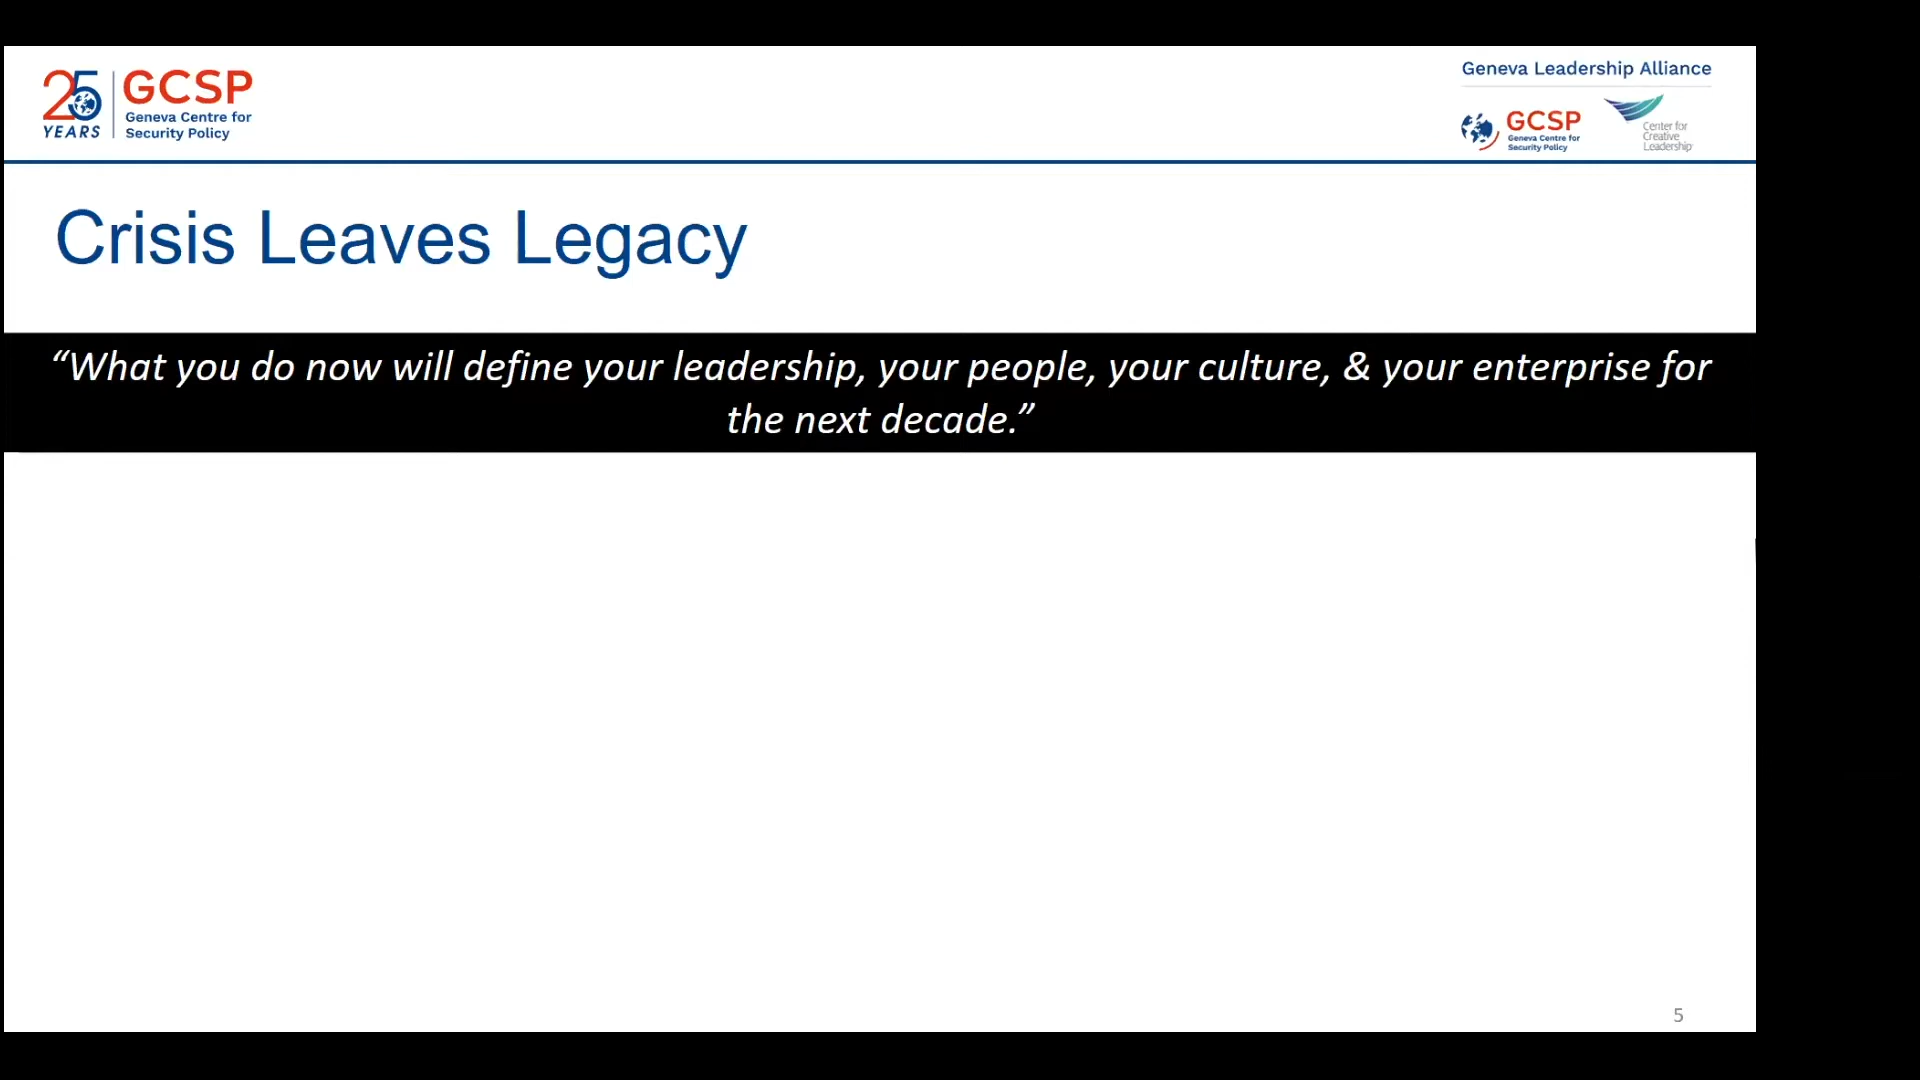 25 YEARS
GCSP
Geneva Centre for
Security Policy
Geneva Leadership Alliance
GCSP
Geneva Centre for
Security Policy
Center for
Creative
Leadership
Crisis Leaves Legacy
“What you do now will define your leadership, your people, your culture, & your enterprise for
the next decade.”
5